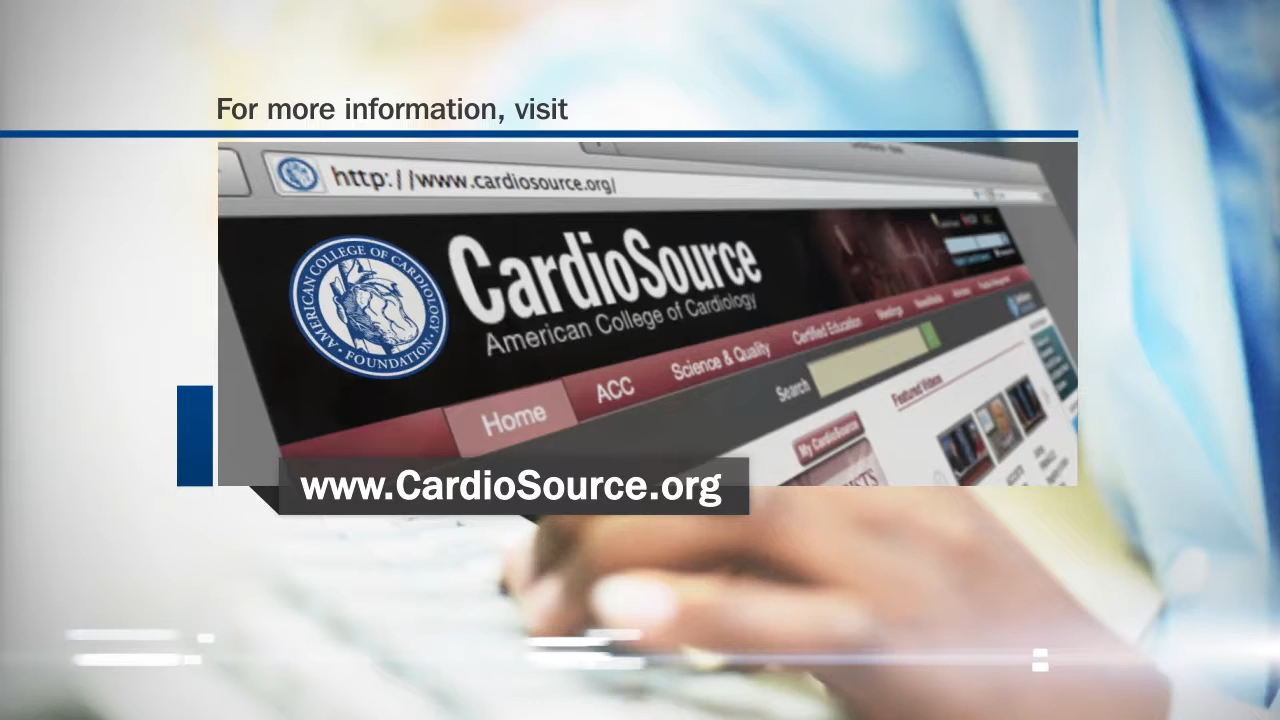 For more information, visit
http://www.cardiosource.org/
AMERICAN COLLEGE OF CARDIOLOGY
FOUNDATION
CardioSource
American College of Cardiology
Home
ACC
Science & Quality
Certified Education
Meetings
Search
Featured Videos
My CardioSource
www.CardioSource.org